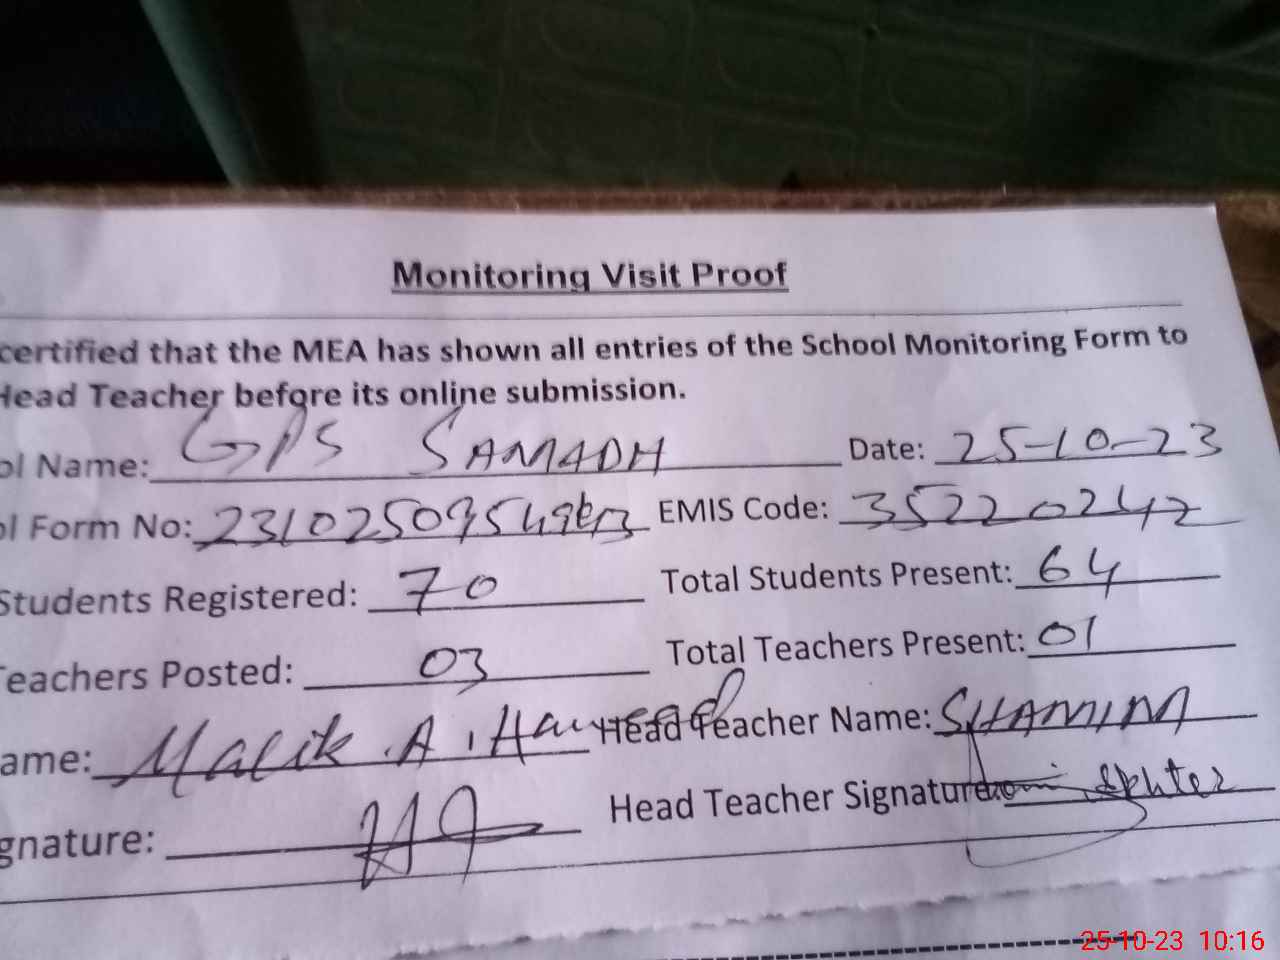 Monitoring Visit Proof
certified that the MEA has shown all entries of the School Monitoring Form to
Head Teacher before its online submission.
ol Name: GPS SAMADH Date: 25-10-23
ol Form No: EMIS Code: 35220242
Students Registered: 70 Total Students Present: 64
Teachers Posted: 03 Total Teachers Present: 01
ame: Malik A. Hameed Head Teacher Name: SHAMIM
gnature: Head Teacher Signature:
25-10-23 10:16